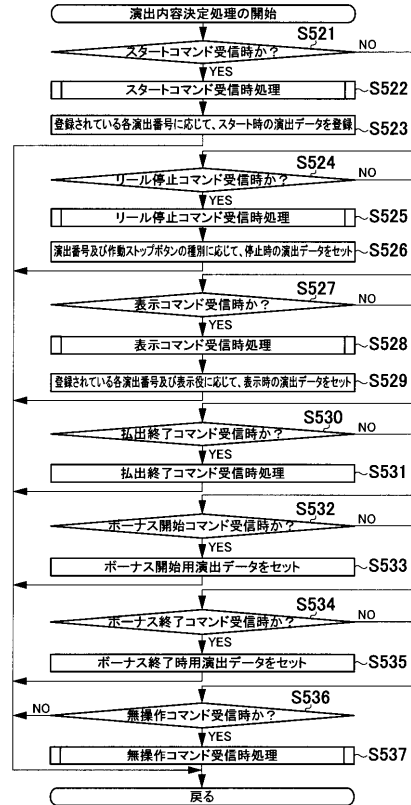 演出内容決定処理の開始
S521
スタートコマンド受信時か？
NO
YES
スタートコマンド受信時処理
S522
登録されている各演出番号に応じて、スタート時の演出データを登録
S523
S524
リール停止コマンド受信時か？
NO
YES
リール停止コマンド受信時処理
S525
演出番号及び作動ストップボタンの種別に応じて、停止時の演出データをセット
S526
S527
表示コマンド受信時か？
NO
YES
表示コマンド受信時処理
S528
登録されている各演出番号及び表示役に応じて、表示時の演出データをセット
S529
S530
払出終了コマンド受信時か？
NO
YES
払出終了コマンド受信時処理
S531
S532
ボーナス開始コマンド受信時か？
NO
YES
ボーナス開始用演出データをセット
S533
S534
ボーナス終了コマンド受信時か？
NO
YES
ボーナス終了時用演出データをセット
S535
S536
NO
無操作コマンド受信時か？
YES
無操作コマンド受信時処理
S537
戻る